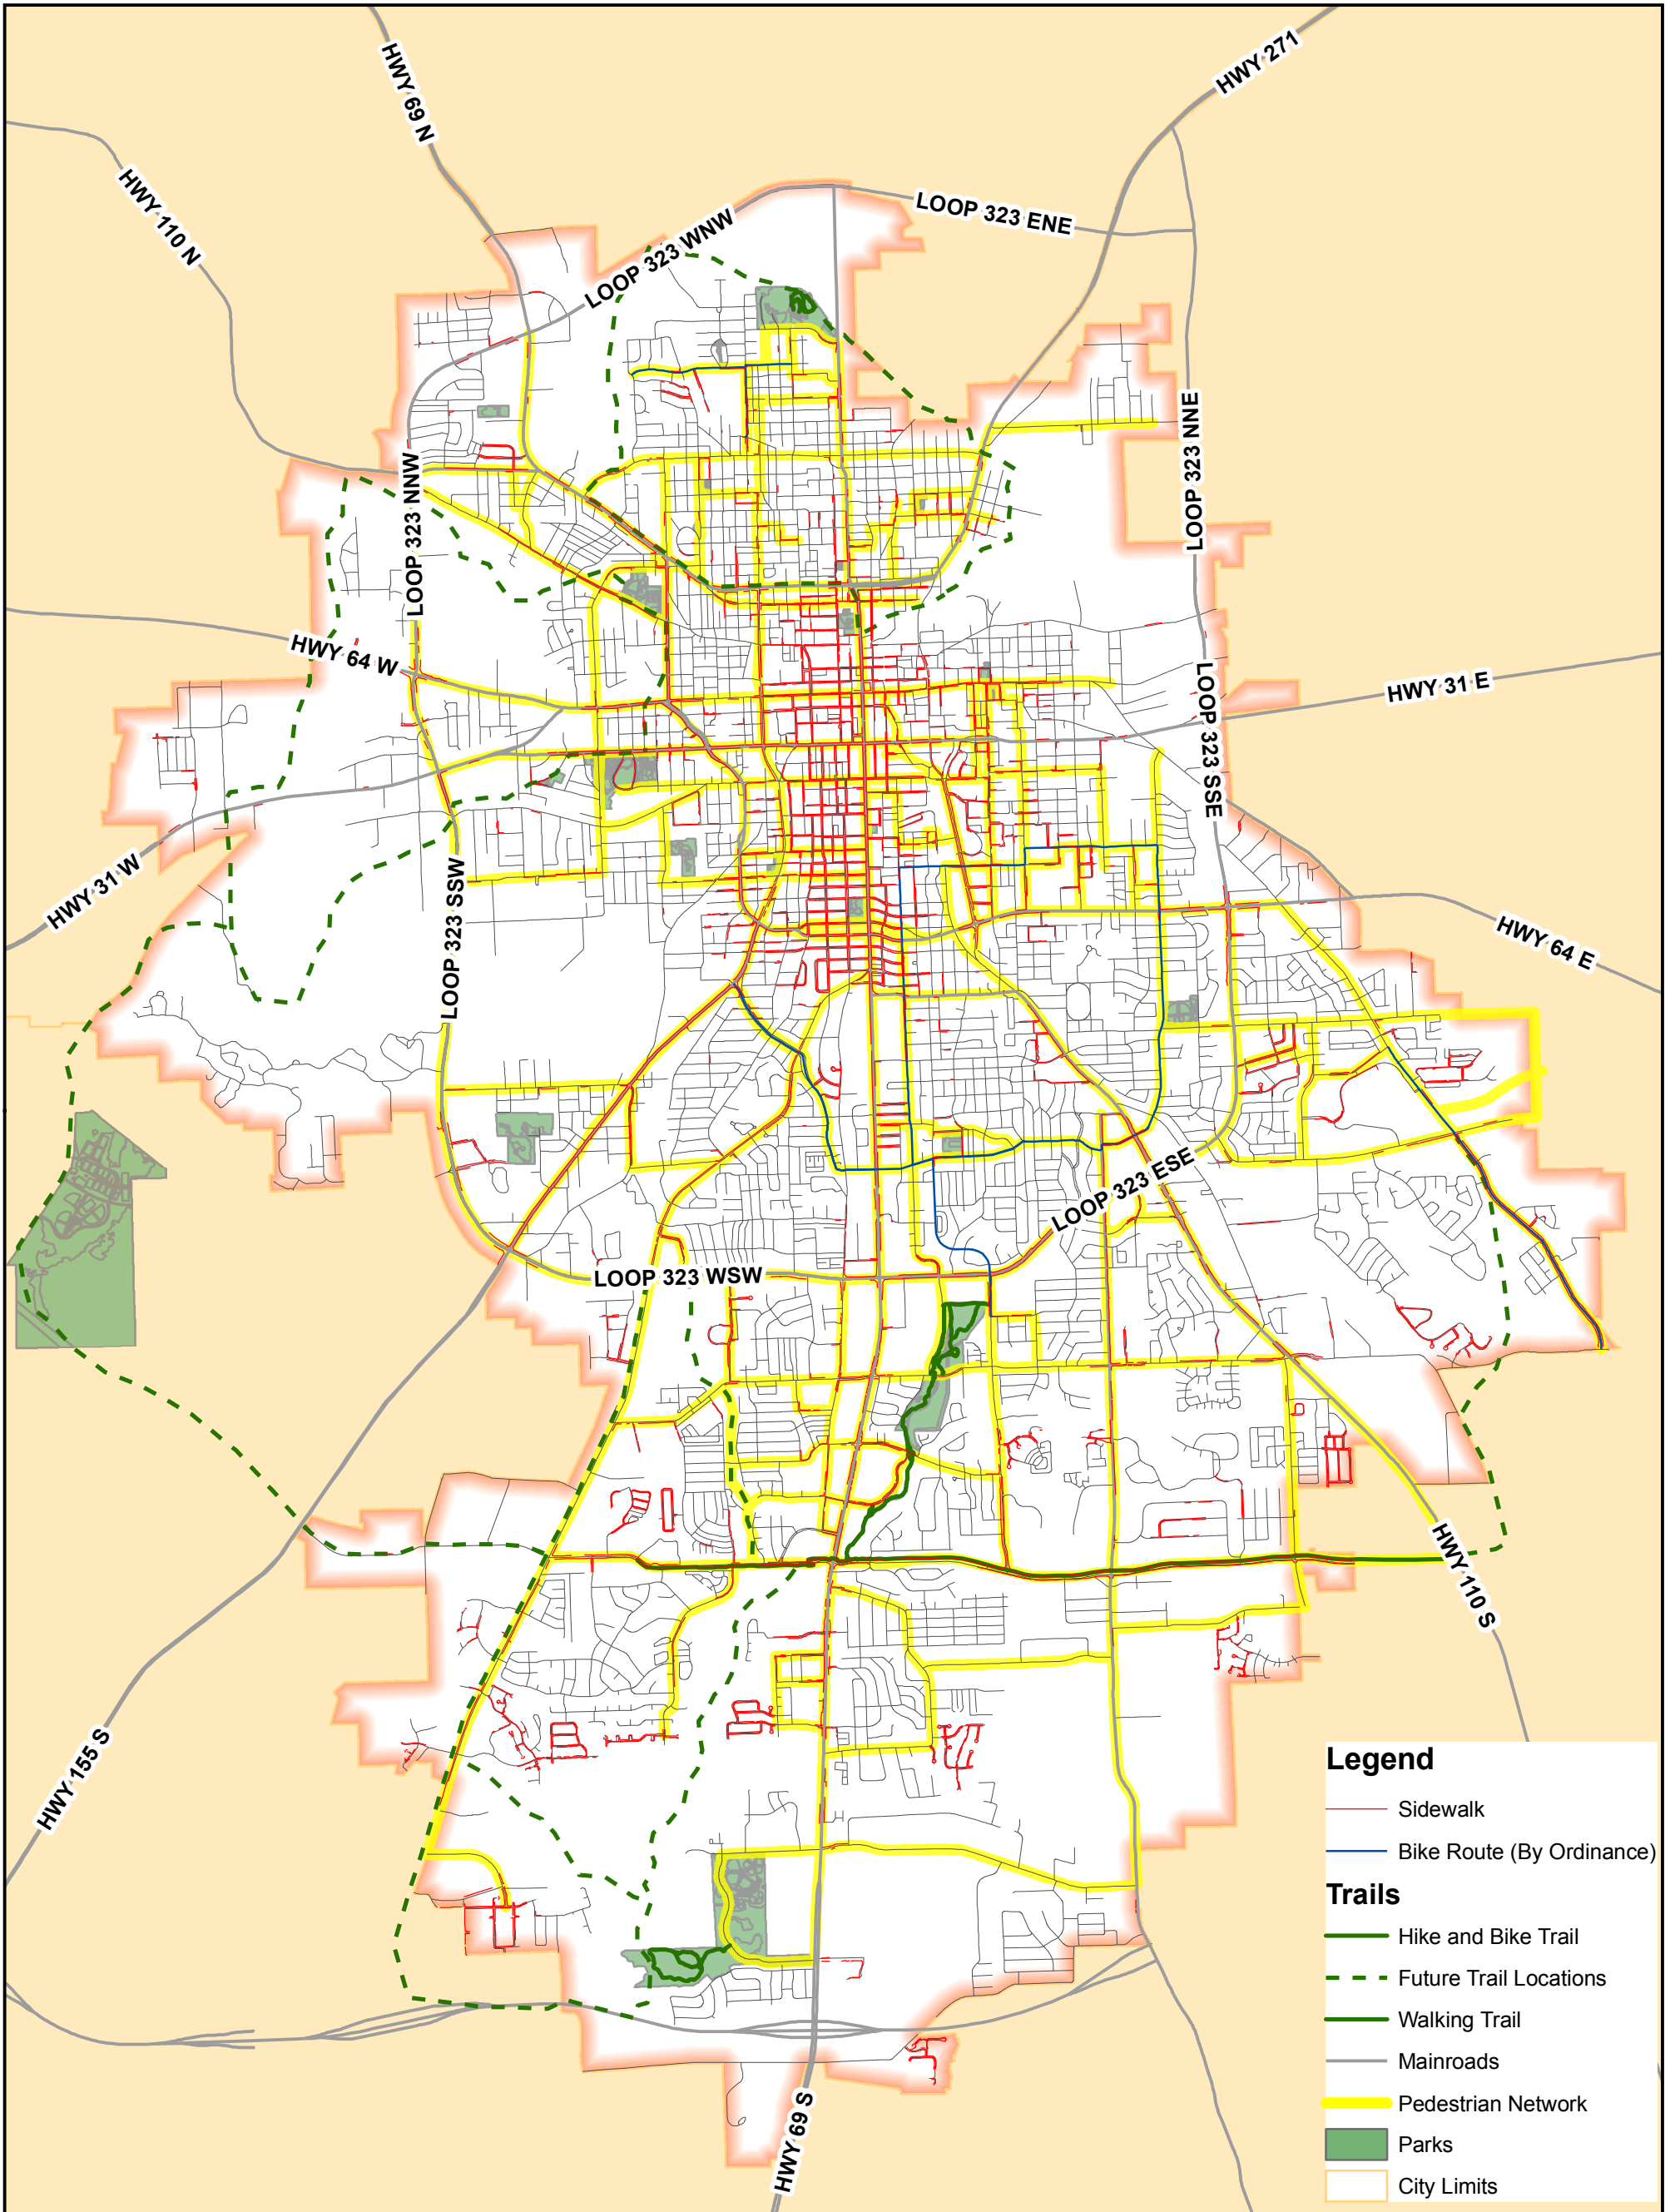 HWY 69 N
HWY 271
HWY 110 N
LOOP 323 WNW
LOOP 323 ENE
LOOP 323 NNW
LOOP 323 NNE
HWY 64 W
HWY 31 E
LOOP 323 SSE
HWY 31 W
LOOP 323 SSW
HWY 64 E
LOOP 323 ESE
LOOP 323 WSW
HWY 110 S
HWY 155 S
HWY 69 S
Legend
Sidewalk
Bike Route (By Ordinance)
Trails
Hike and Bike Trail
Future Trail Locations
Walking Trail
Mainroads
Pedestrian Network
Parks
City Limits